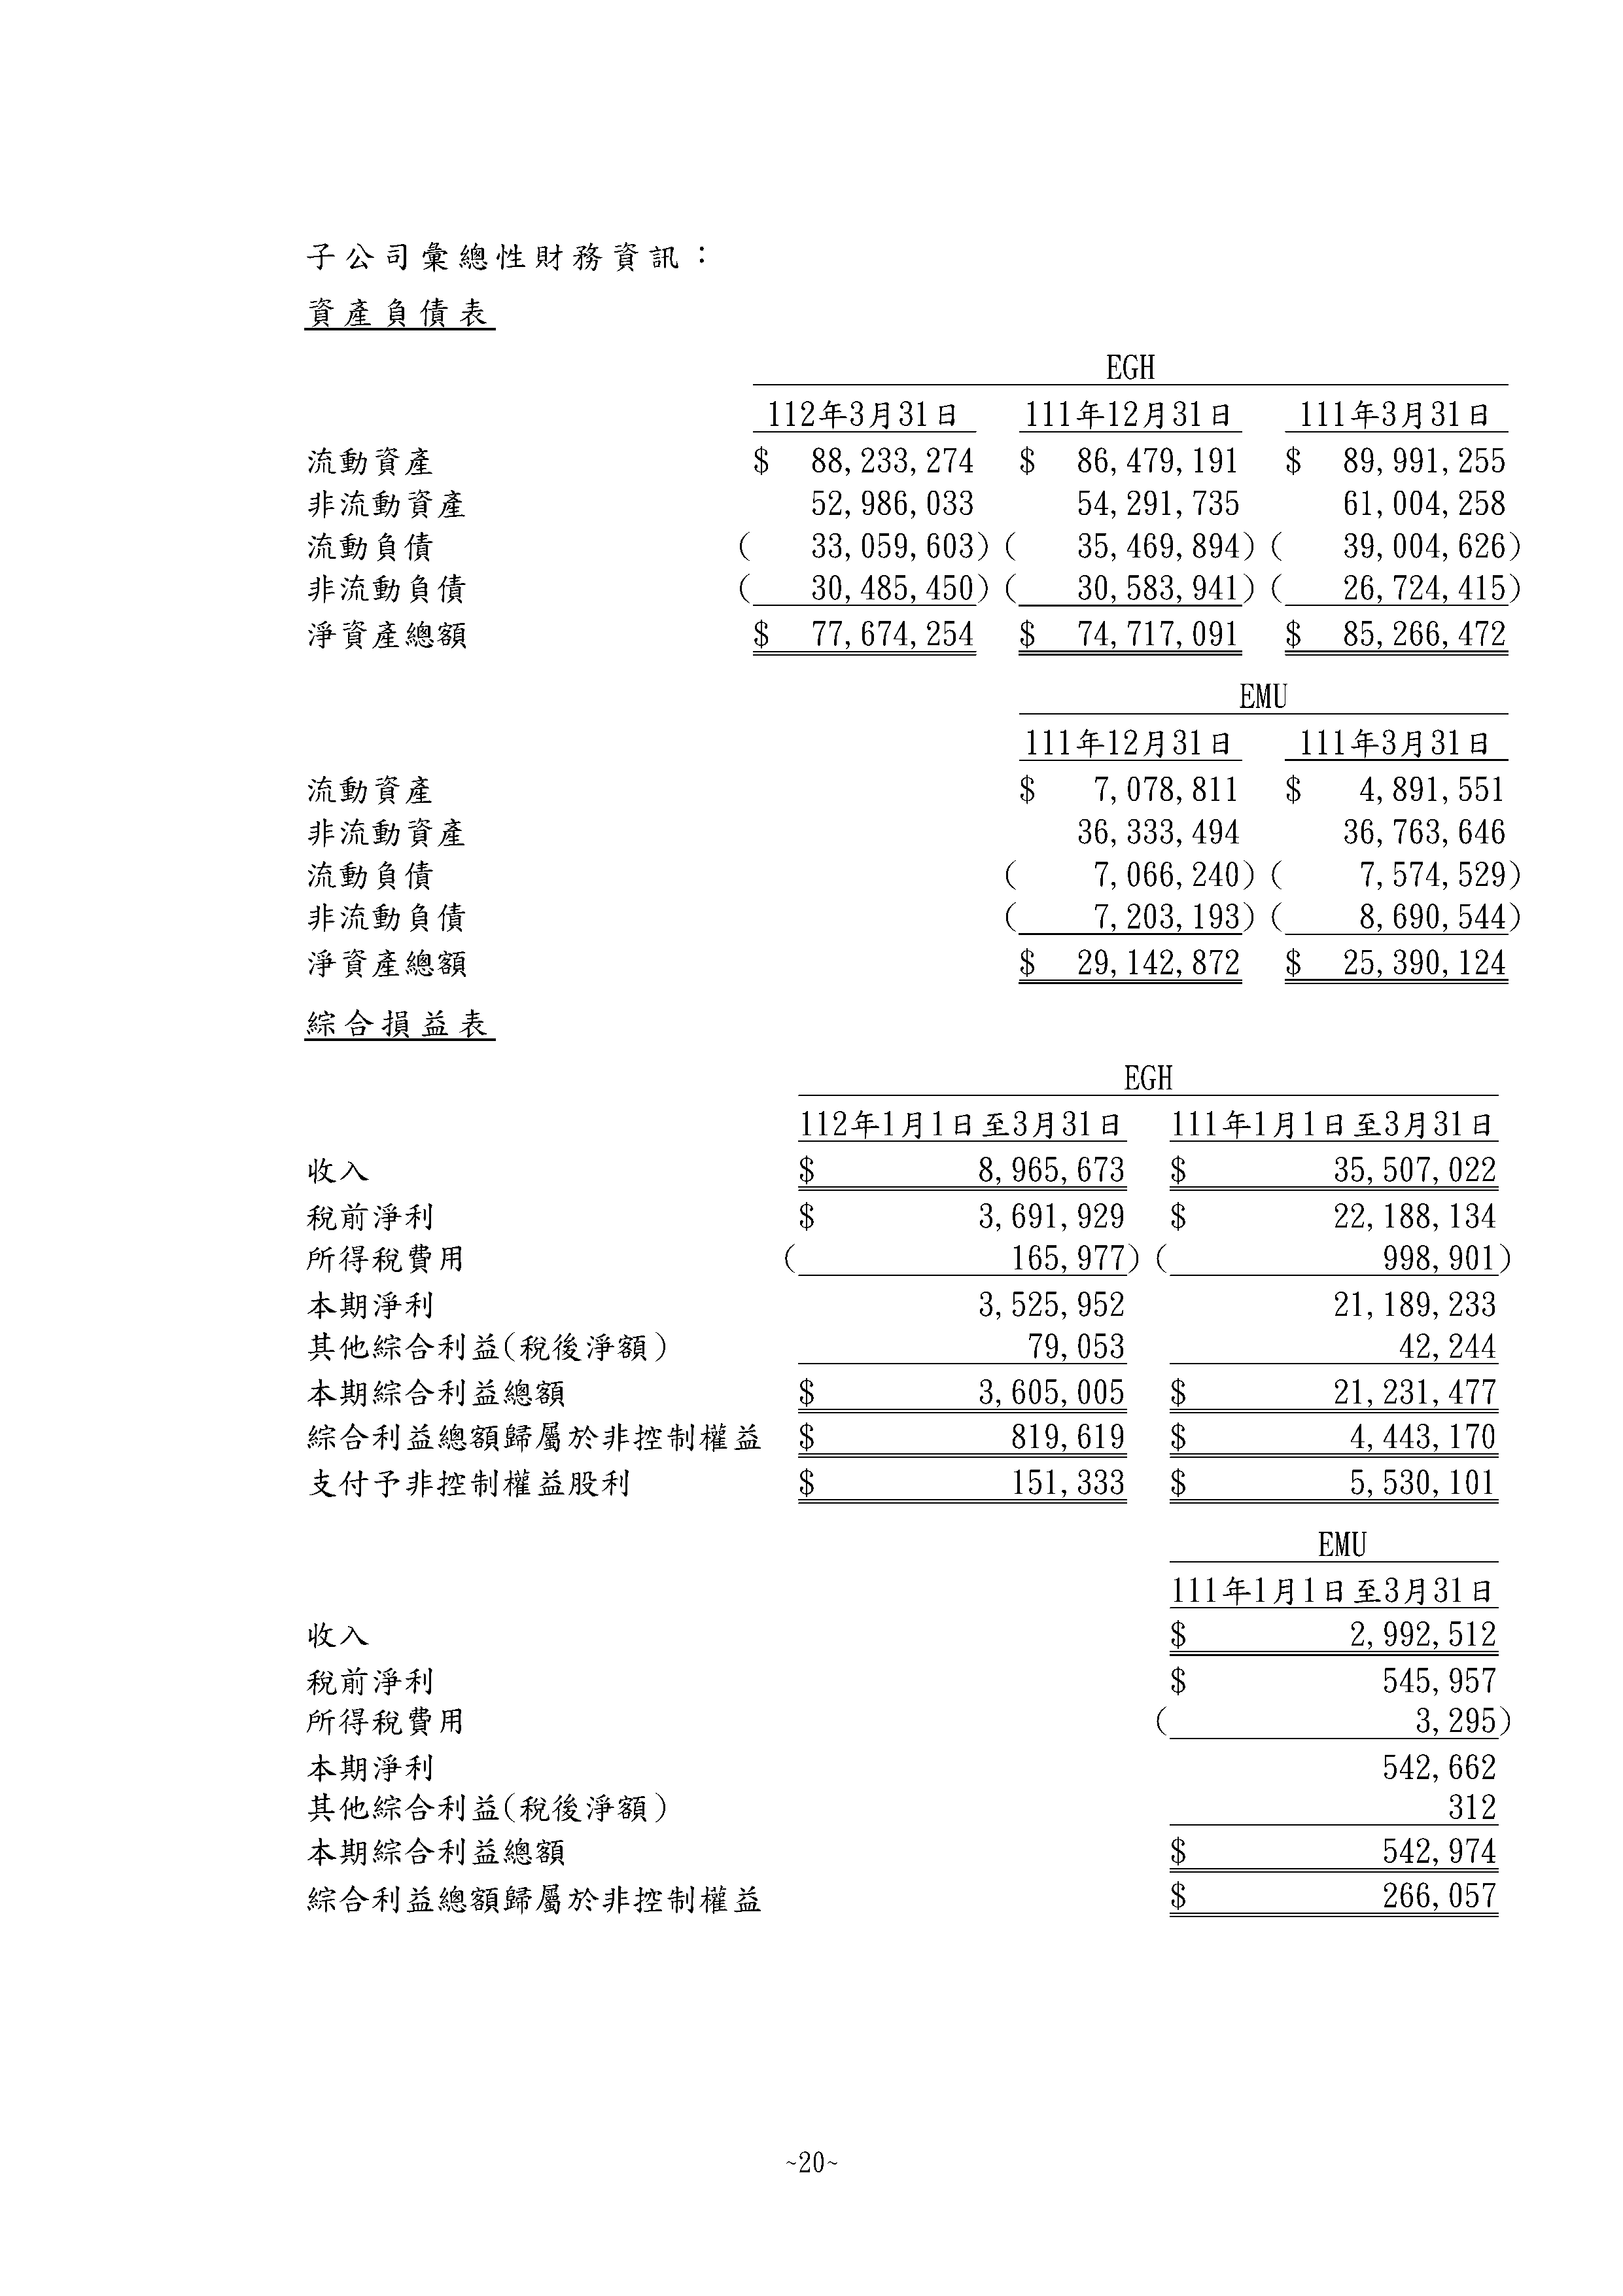 子公司彙總性財務資訊：
資產負債表
EGH
112年3月31日 111年12月31日 111年3月31日
流動資產 $ 88,233,274 $ 86,479,191 $ 89,991,255
非流動資產 52,986,033 54,291,735 61,004,258
流動負債 ( 33,059,603) ( 35,469,894) ( 39,004,626)
非流動負債 ( 30,485,450) ( 30,583,941) ( 26,724,415)
淨資產總額 $ 77,674,254 $ 74,717,091 $ 85,266,472
EMU
111年12月31日 111年3月31日
流動資產 $ 7,078,811 $ 4,891,551
非流動資產 36,333,494 36,763,646
流動負債 ( 7,066,240) ( 7,574,529)
非流動負債 ( 7,203,193) ( 8,690,544)
淨資產總額 $ 29,142,872 $ 25,390,124
綜合損益表
EGH
112年1月1日至3月31日 111年1月1日至3月31日
收入 $ 8,965,673 $ 35,507,022
稅前淨利 $ 3,691,929 $ 22,188,134
所得稅費用 ( 165,977) ( 998,901)
本期淨利 3,525,952 21,189,233
其他綜合利益(稅後淨額) 79,053 42,244
本期綜合利益總額 $ 3,605,005 $ 21,231,477
綜合利益總額歸屬於非控制權益 $ 819,619 $ 4,443,170
支付予非控制權益股利 $ 151,333 $ 5,530,101
EMU
111年1月1日至3月31日
收入 $ 2,992,512
稅前淨利 $ 545,957
所得稅費用 ( 3,295)
本期淨利 542,662
其他綜合利益(稅後淨額) 312
本期綜合利益總額 $ 542,974
綜合利益總額歸屬於非控制權益 $ 266,057
~20~